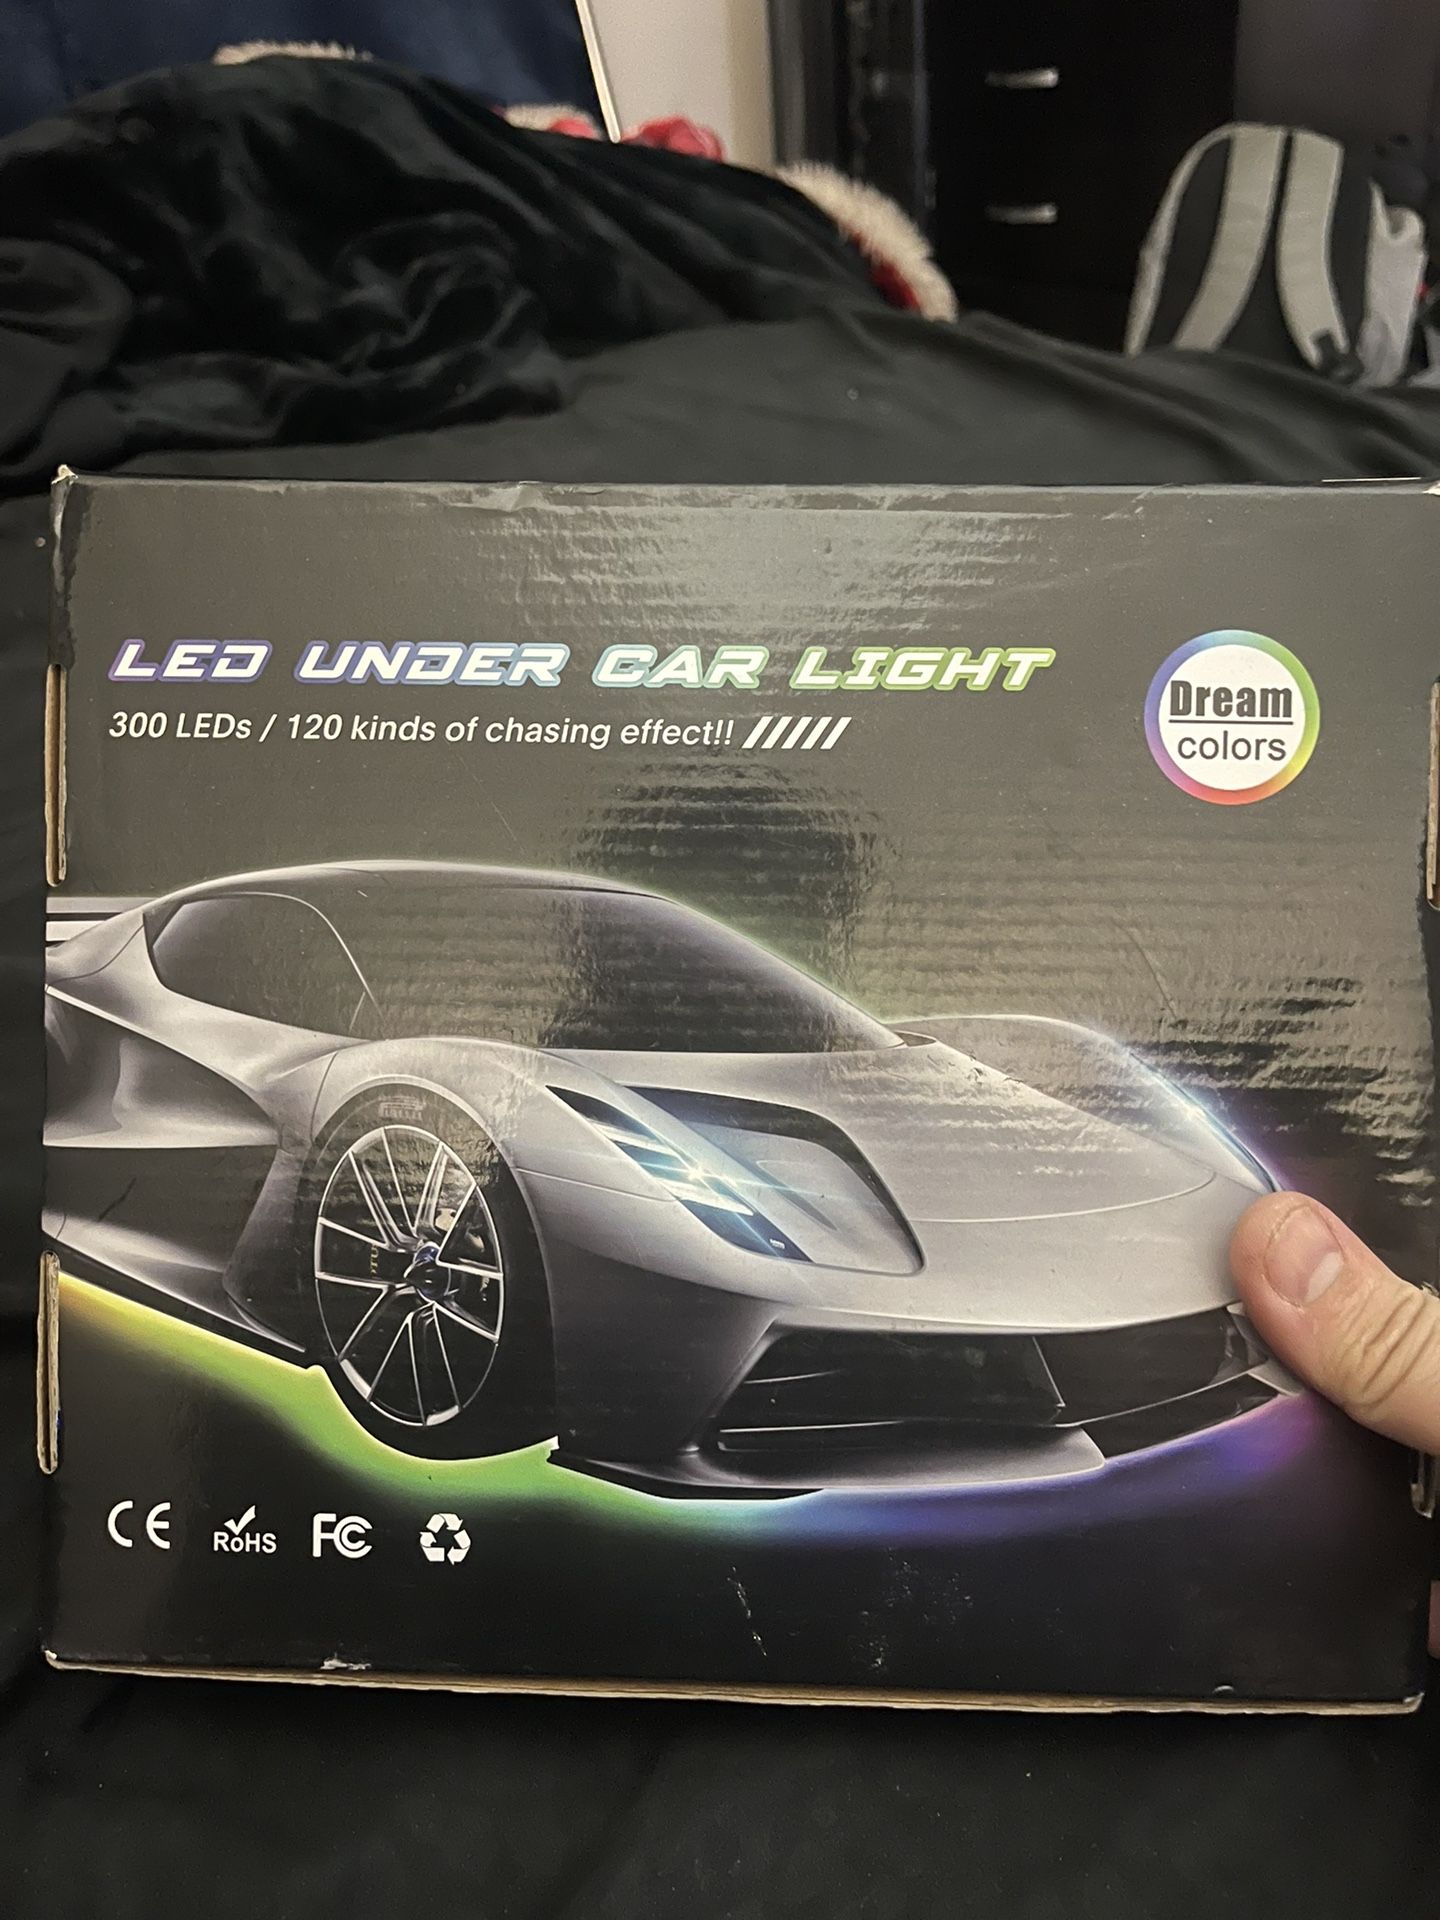 LED UNDER CAR LIGHT
300 LEDs / 120 kinds of chasing effect!! /////
Dream
colors
CE
RoHS
FC